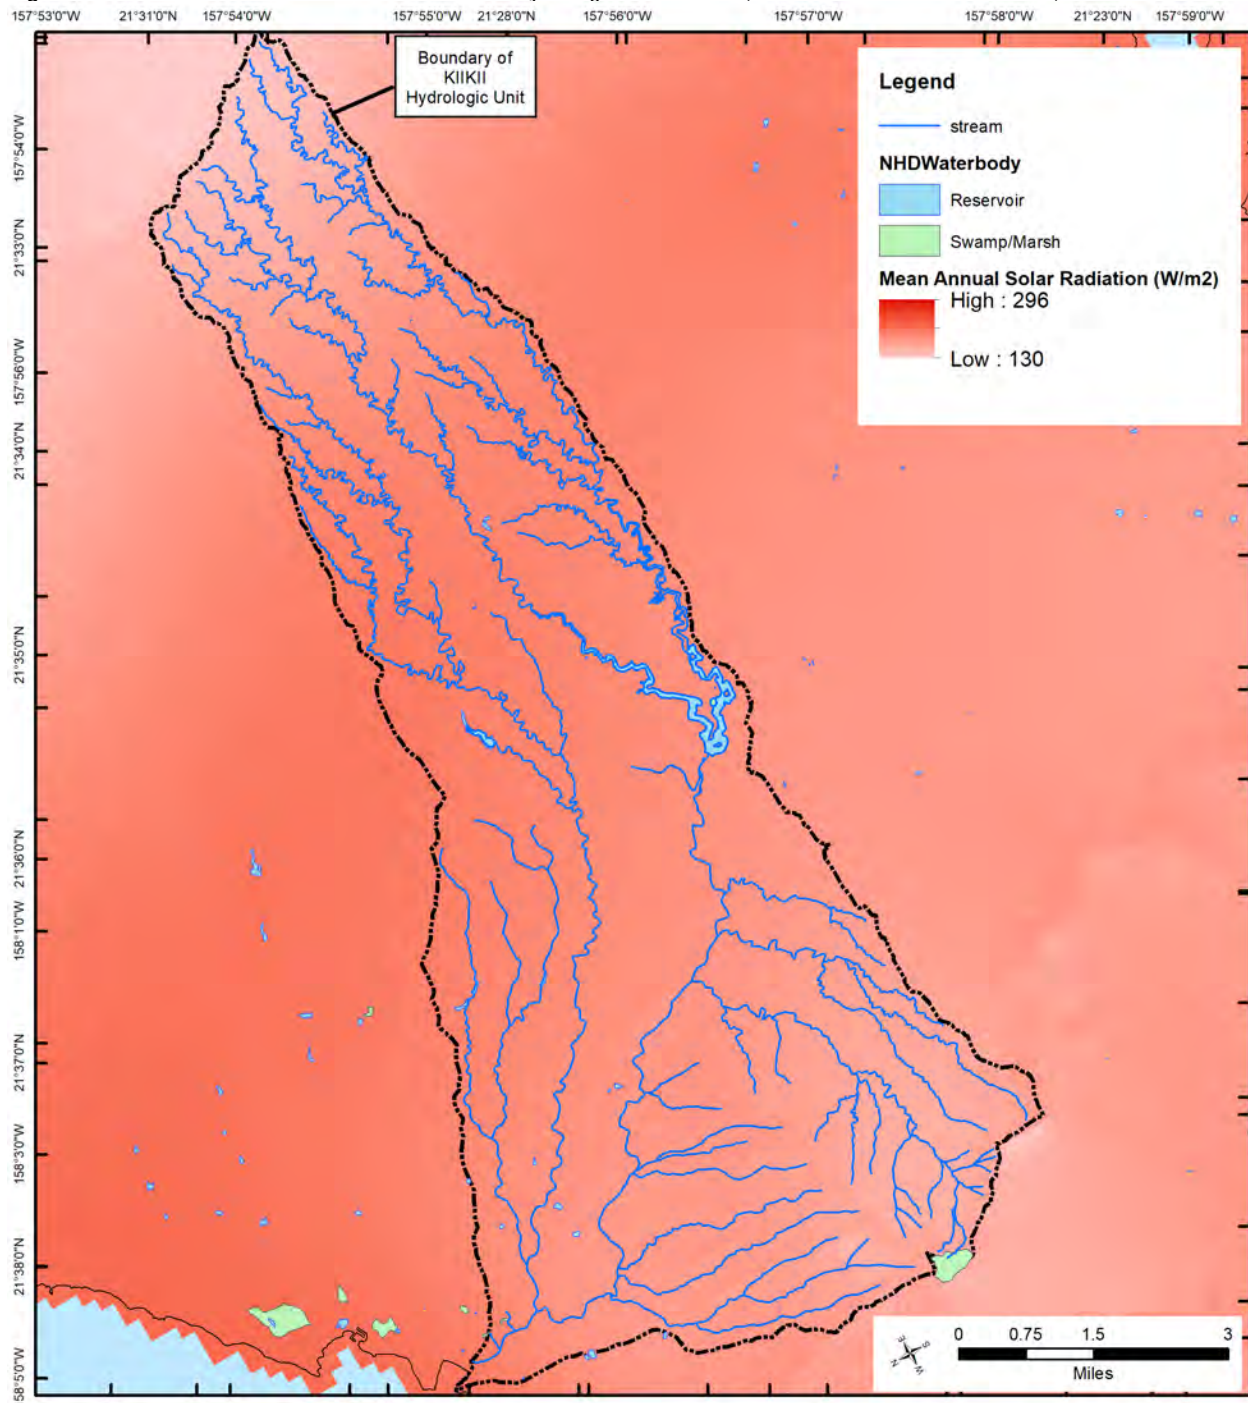 157°53'0"W 21°31'0"N 157°54'0"W 157°55'0"W 21°28'0"N 157°56'0"W 157°57'0"W 157°58'0"W 21°23'0"N 157°59'0"W
Boundary of
KIIKII
Hydrologic Unit
Legend
stream
NHDWaterbody
Reservoir
Swamp/Marsh
Mean Annual Solar Radiation (W/m2)
High : 296
Low : 130
157°54'0"W
21°33'0"N
157°56'0"W
21°34'0"N
21°35'0"N
21°36'0"N
158°1'0"W
21°37'0"N
158°3'0"W
21°38'0"N
58°5'0"W
N
E
S
W
0 0.75 1.5 3
Miles